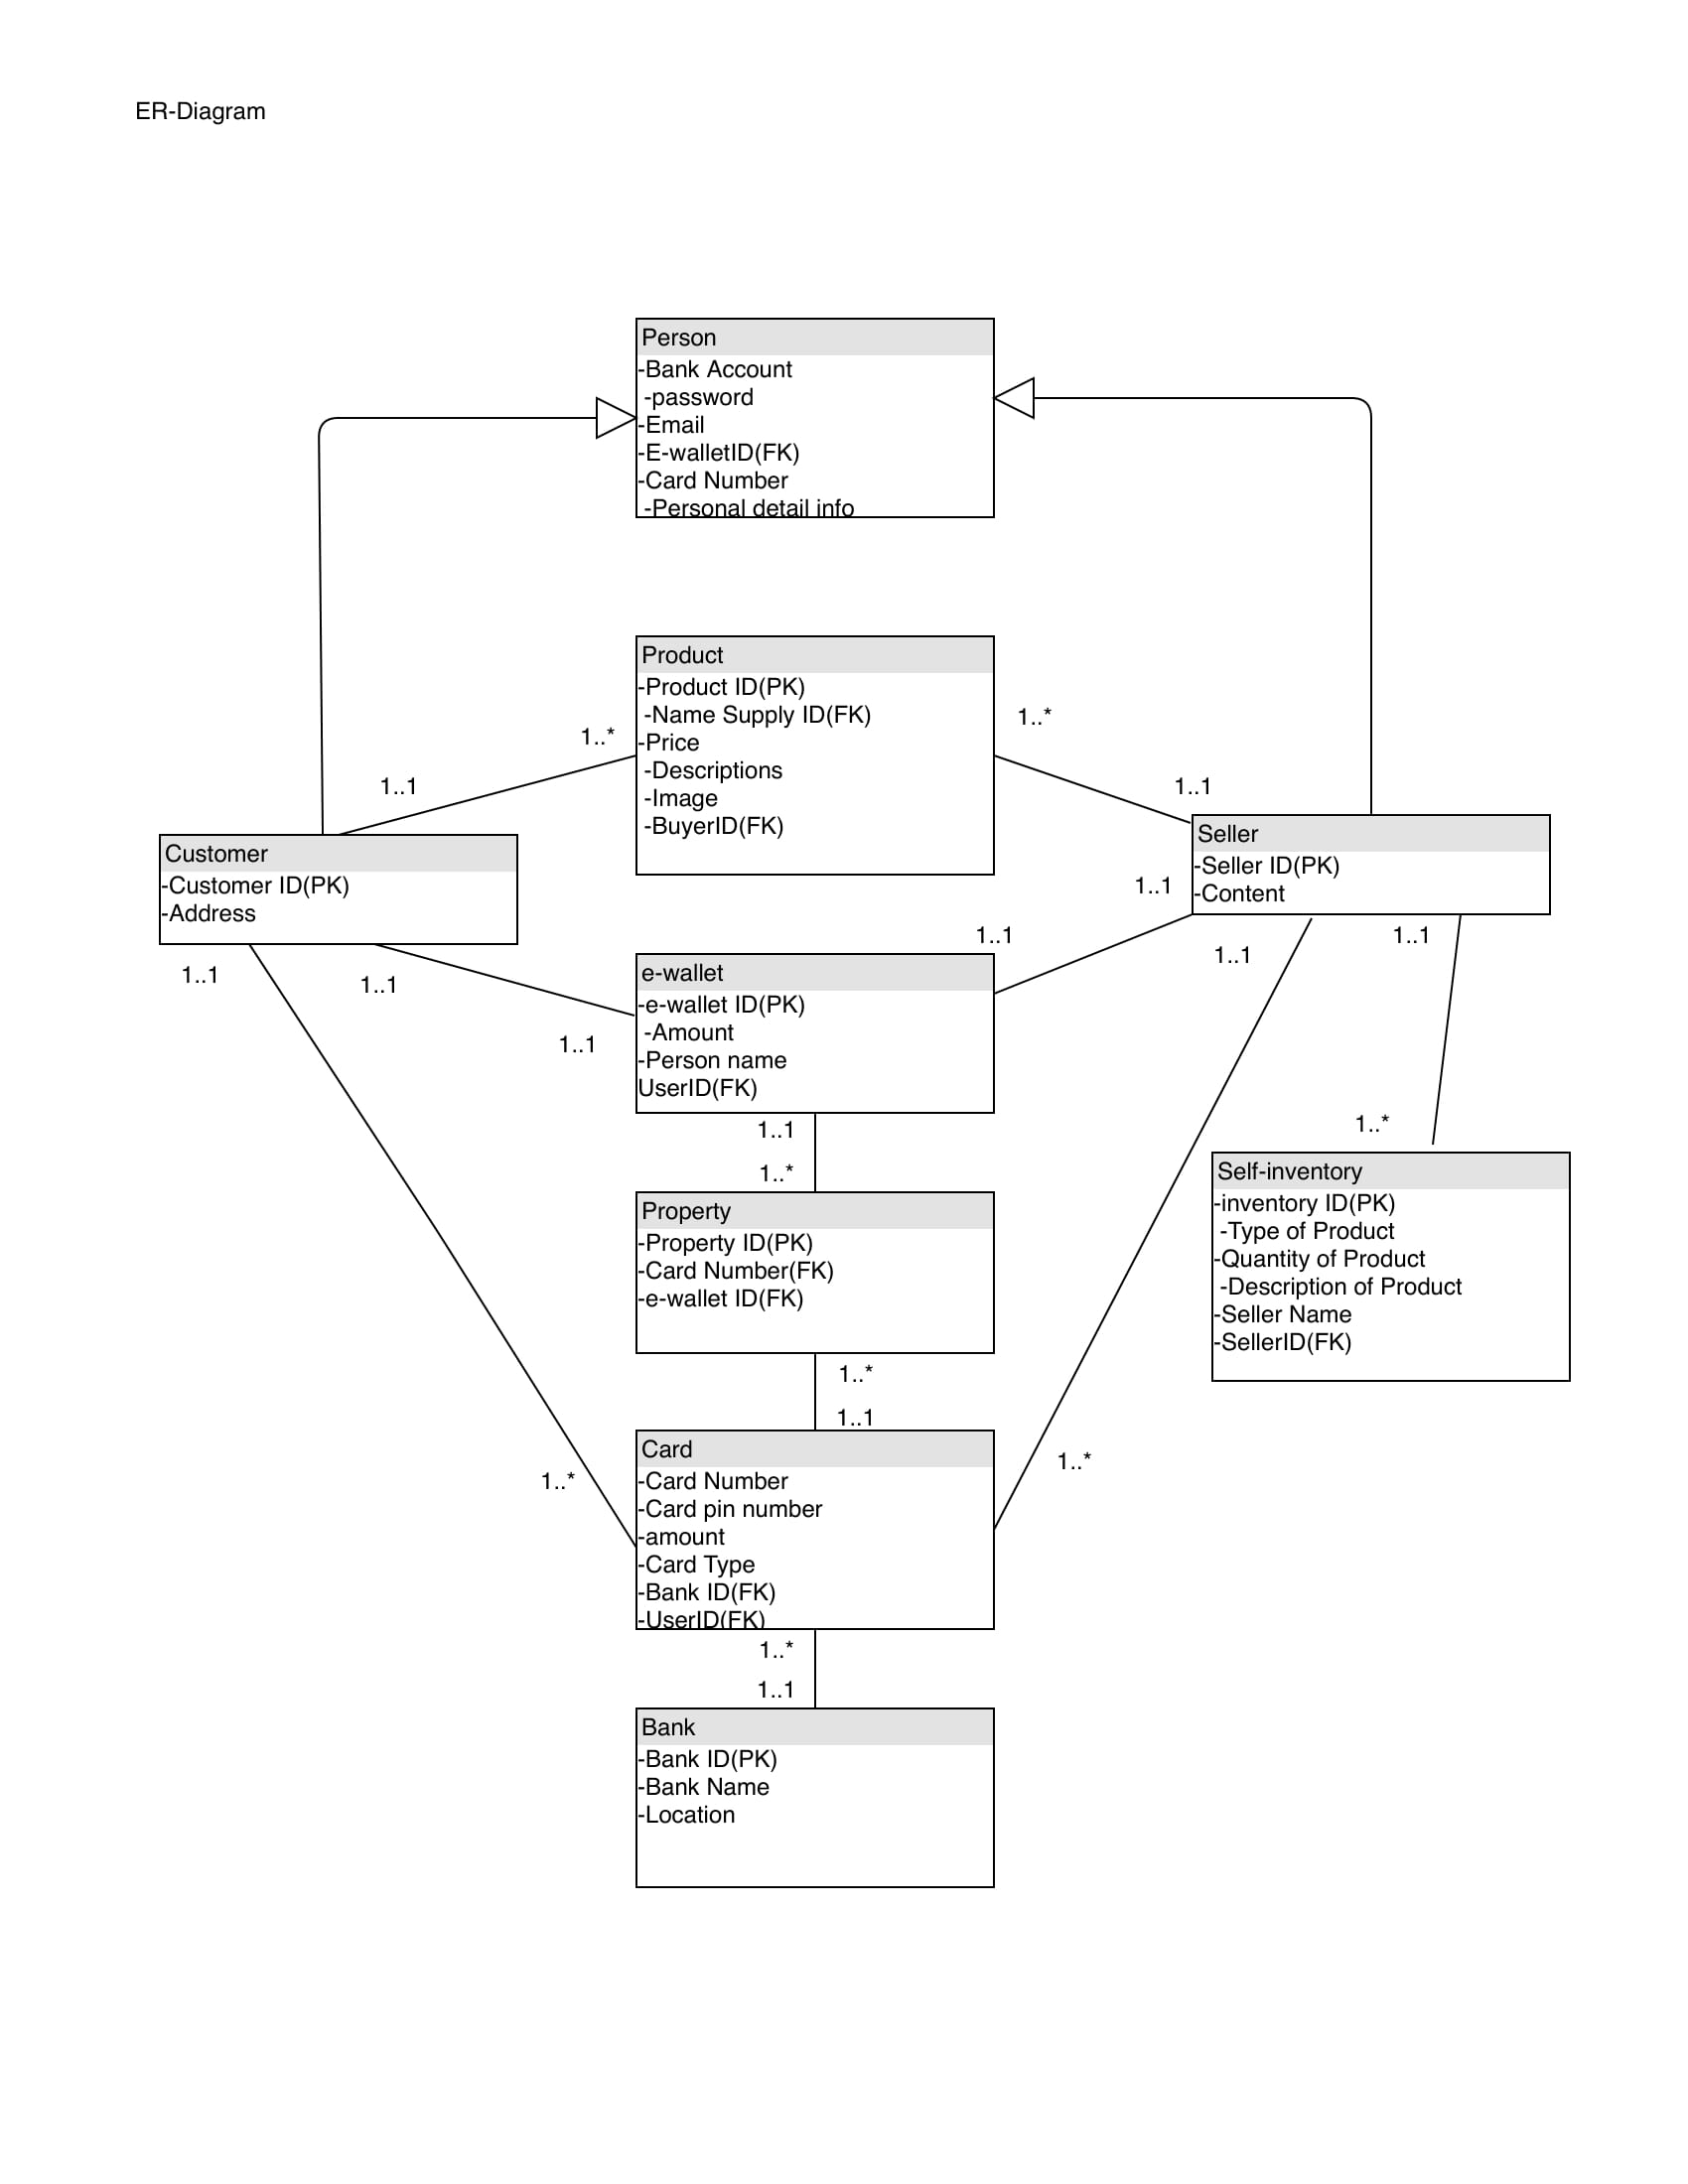 ER-Diagram
Person
-Bank Account
-password
-Email
-E-walletID(FK)
-Card Number
-Personal detail info
Product
-Product ID(PK)
-Name Supply ID(FK)
-Price
-Descriptions
-Image
-BuyerID(FK)
1..*
1..*
1..1
1..1
Customer
-Customer ID(PK)
-Address
Seller
-Seller ID(PK)
-Content
1..1
1..1
1..1
1..1
1..1
1..1
1..1
e-wallet
-e-wallet ID(PK)
-Amount
-Person name
UserID(FK)
1..1
1..*
1..*
Property
-Property ID(PK)
-Card Number(FK)
-e-wallet ID(FK)
Self-inventory
-inventory ID(PK)
-Type of Product
-Quantity of Product
-Description of Product
-Seller Name
-SellerID(FK)
1..*
1..1
1..*
1..*
Card
-Card Number
-Card pin number
-amount
-Card Type
-Bank ID(FK)
-UserID(FK)
1..*
1..1
Bank
-Bank ID(PK)
-Bank Name
-Location